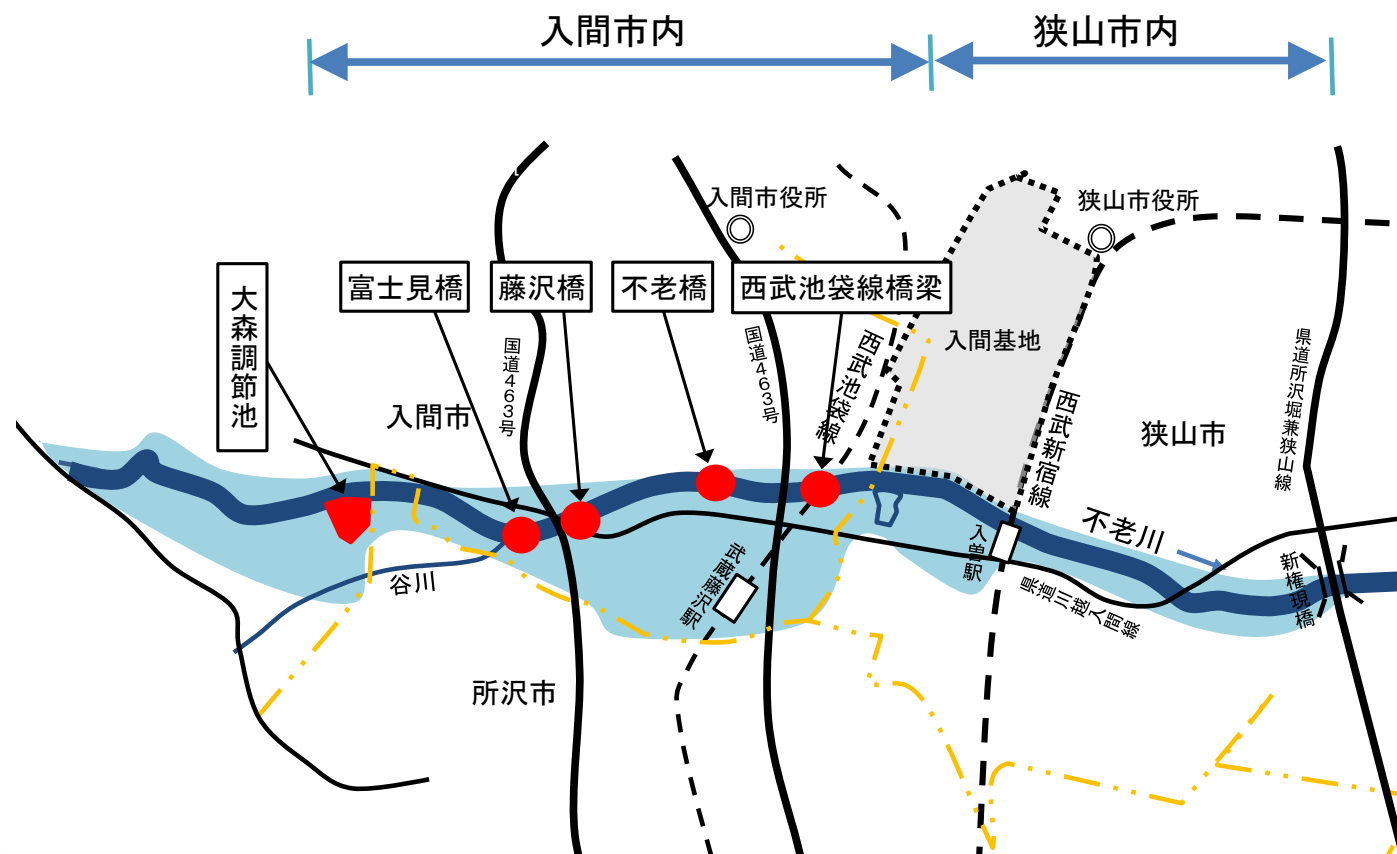 入間市内
狭山市内
入間市役所
狭山市役所
大森調節池
富士見橋
藤沢橋
不老橋
西武池袋線橋梁
国道463号
国道463号
西武池袋線
入間基地
西武新宿線
県道所沢堀兼狭山線
入間市
狭山市
不老川
入曽駅
武蔵藤沢駅
谷川
県道川越入間線
新権現橋
所沢市